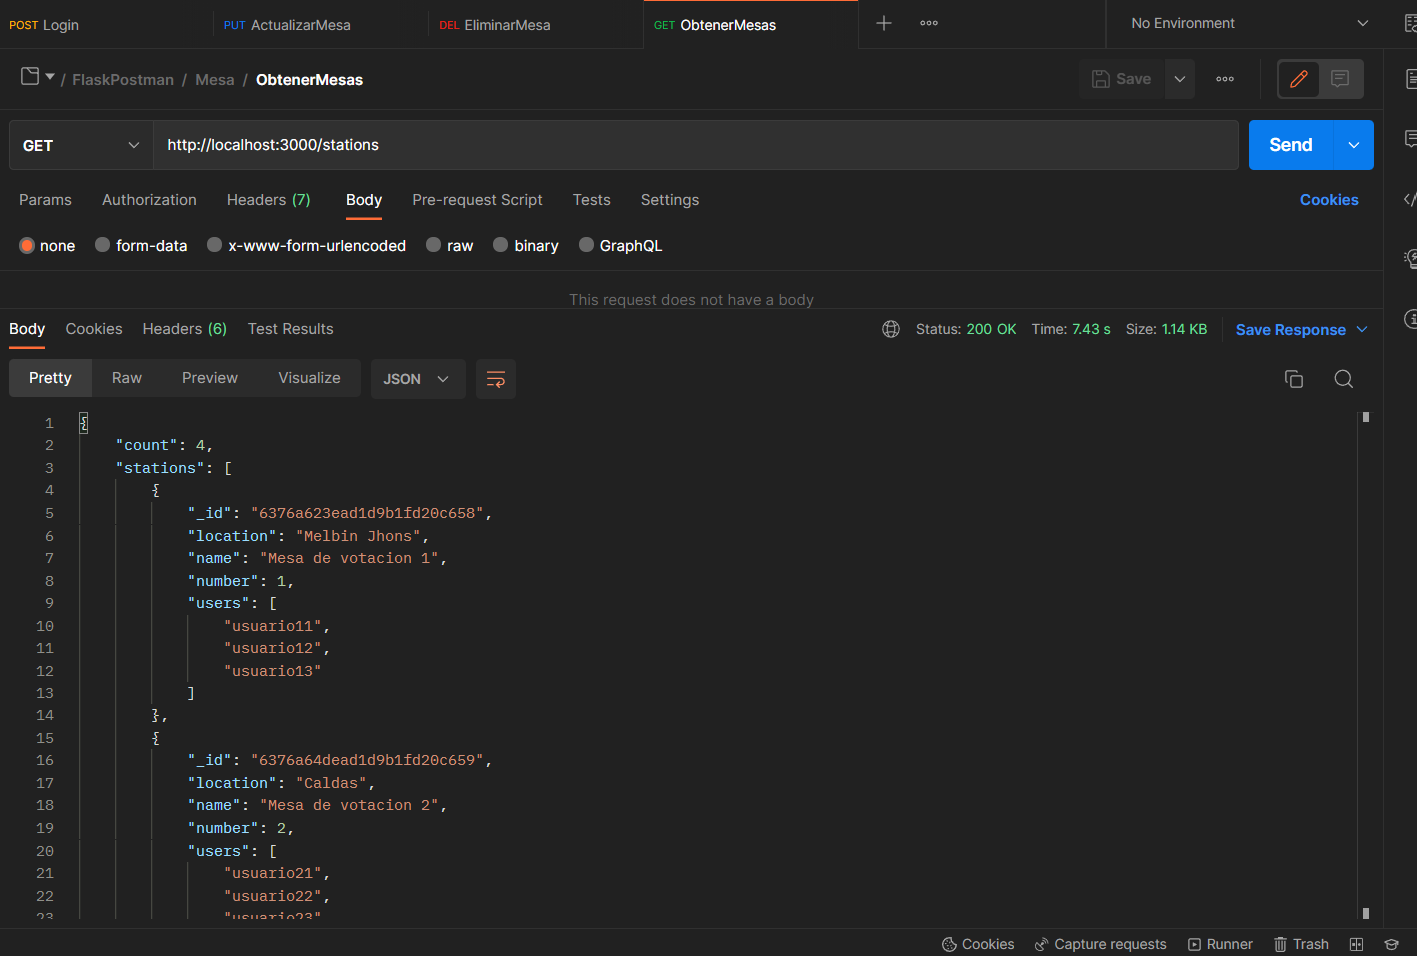 POST Login PUT ActualizarMesa DEL EliminarMesa GET ObtenerMesas No Environment
/ FlaskPostman / Mesa / ObtenerMesas Save
GET http://localhost:3000/stations Send
Params Authorization Headers (7) Body Pre-request Script Tests Settings Cookies
none form-data x-www-form-urlencoded raw binary GraphQL
This request does not have a body
Body Cookies Headers (6) Test Results Status: 200 OK Time: 7.43 s Size: 1.14 KB Save Response
Pretty Raw Preview Visualize JSON
1 {
2 "count": 4,
3 "stations": [
4 {
5 "_id": "6376a623ead1d9b1fd20c658",
6 "location": "Melbin Jhons",
7 "name": "Mesa de votacion 1",
8 "number": 1,
9 "users": [
10 "usuario11",
11 "usuario12",
12 "usuario13"
13 ]
14 },
15 {
16 "_id": "6376a64dead1d9b1fd20c659",
17 "location": "Caldas",
18 "name": "Mesa de votacion 2",
19 "number": 2,
20 "users": [
21 "usuario21",
22 "usuario22",
23 "usuario23"
Cookies Capture requests Runner Trash